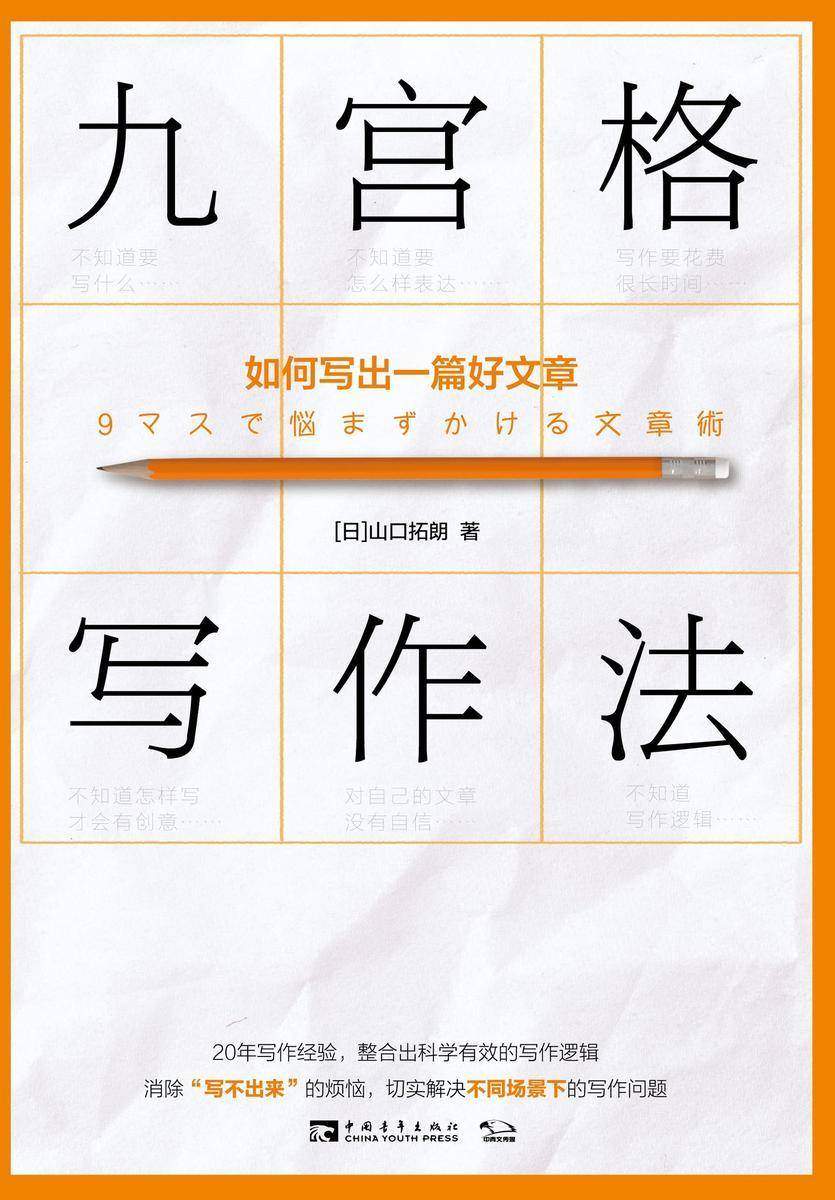 九 宫 格
不知道要 不知道要 写作要花费
写什么…… 怎么样表达…… 很长时间……
如何写出一篇好文章
9マスで悩まずかける文章術
[日]山口拓朗 著
写 作 法
不知道怎样写 对自己的文章 不知道
才会有创意…… 没有自信…… 写作逻辑……
20年写作经验，整合出科学有效的写作逻辑
消除“写不出来”的烦恼，切实解决不同场景下的写作问题
中国青年出版社
CHINA YOUTH PRESS
中青文传媒